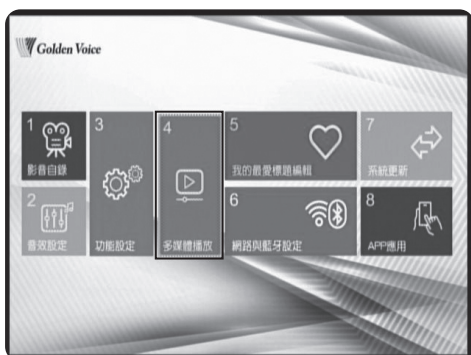 Golden Voice
1
影音自錄
2
音效設定
3
功能設定
4
多媒體播放
5
我的最愛標題編輯
6
網路與藍牙設定
7
系統更新
8
APP應用